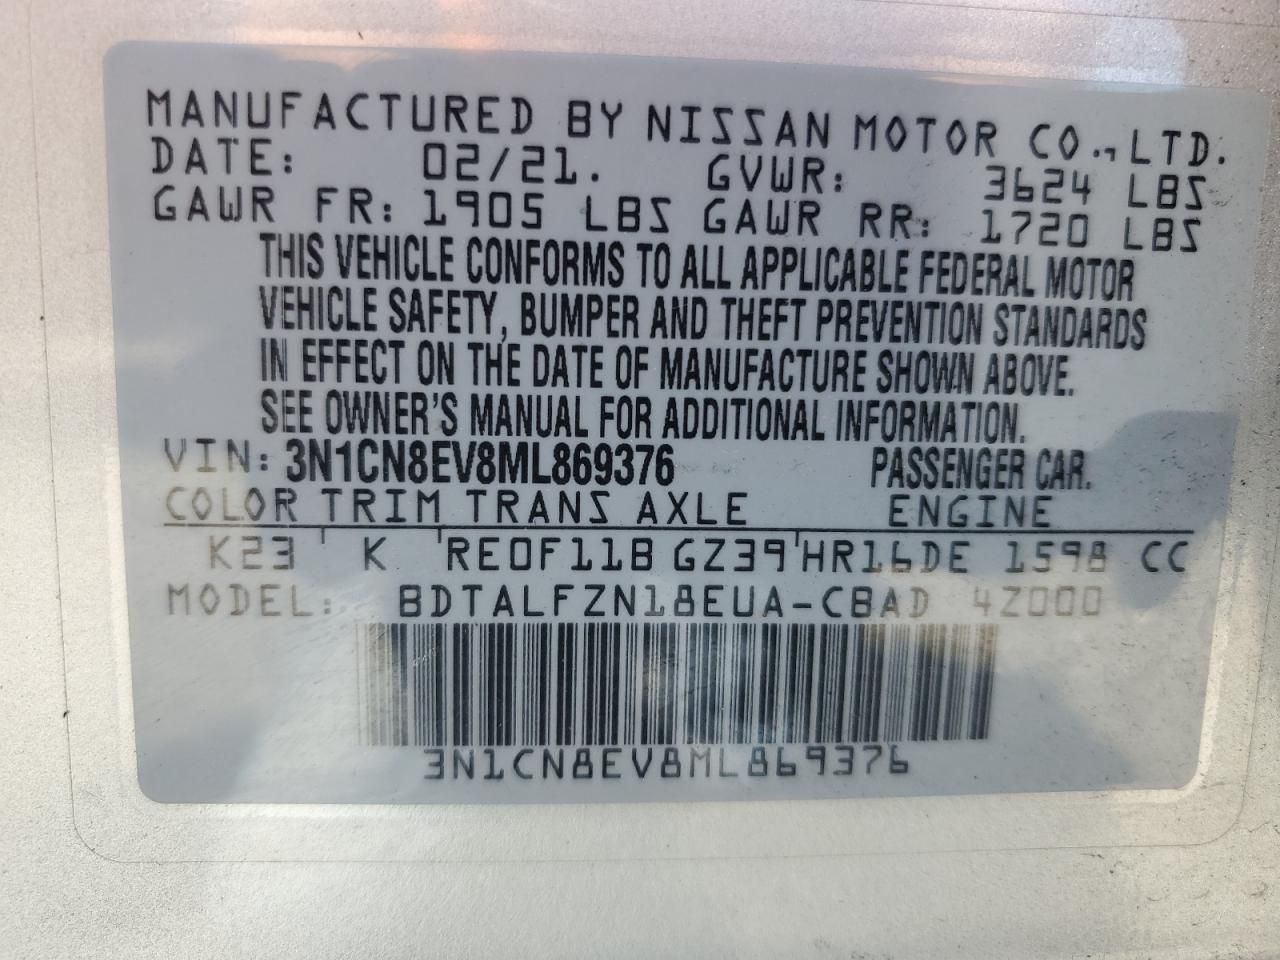 MANUFACTURED BY NISSAN MOTOR CO., LTD.
DATE: 02/21. GVWR: 3624 LBS
GAWR FR: 1905 LBS GAWR RR: 1720 LBS
THIS VEHICLE CONFORMS TO ALL APPLICABLE FEDERAL MOTOR
VEHICLE SAFETY, BUMPER AND THEFT PREVENTION STANDARDS
IN EFFECT ON THE DATE OF MANUFACTURE SHOWN ABOVE.
SEE OWNER'S MANUAL FOR ADDITIONAL INFORMATION.
VIN: 3N1CN8EV8ML869376 PASSENGER CAR.
COLOR TRIM TRANS AXLE ENGINE
K23 K RE0F11B GZ39 HR16DE 1598 CC
MODEL: BDTALFZN18EUA-CBAD 4Z000
3N1CN8EV8ML869376